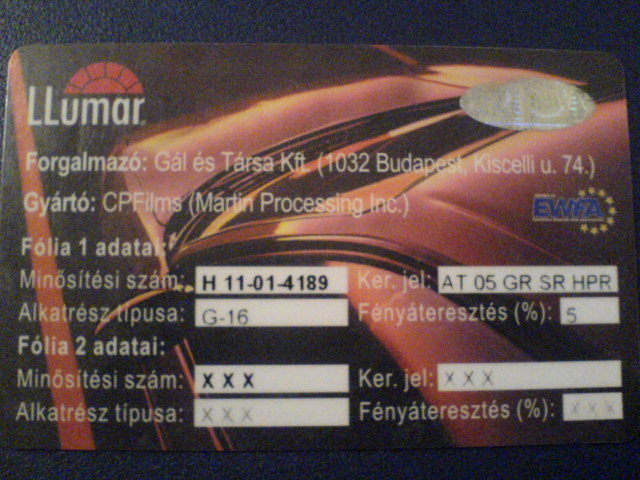 LLumar
Forgalmazó: Gál és Társa Kft. (1032 Budapest, Kiscelli u. 74.)
Gyártó: CPFilms (Martin Processing Inc.)
EWFA
Fólia 1 adatai:
Minősítési szám: H 11-01-4189 Ker. jel: AT 05 GR SR HPR
Alkatrész típusa: G-16 Fényáteresztés (%): 5
Fólia 2 adatai:
Minősítési szám: X X X Ker. jel: X X X
Alkatrész típusa: X X X Fényáteresztés (%): X X X